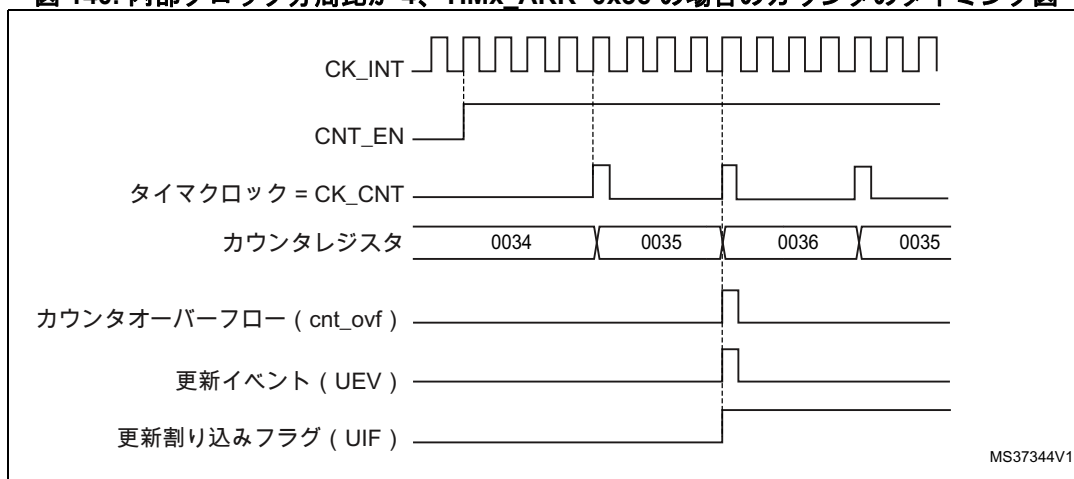 CK_INT
CNT_EN
タイマクロック = CK_CNT
カウンタレジスタ 0034 0035 0036 0035
カウンタオーバーフロー ( cnt_ovf )
更新イベント ( UEV )
更新割り込みフラグ ( UIF )
MS37344V1